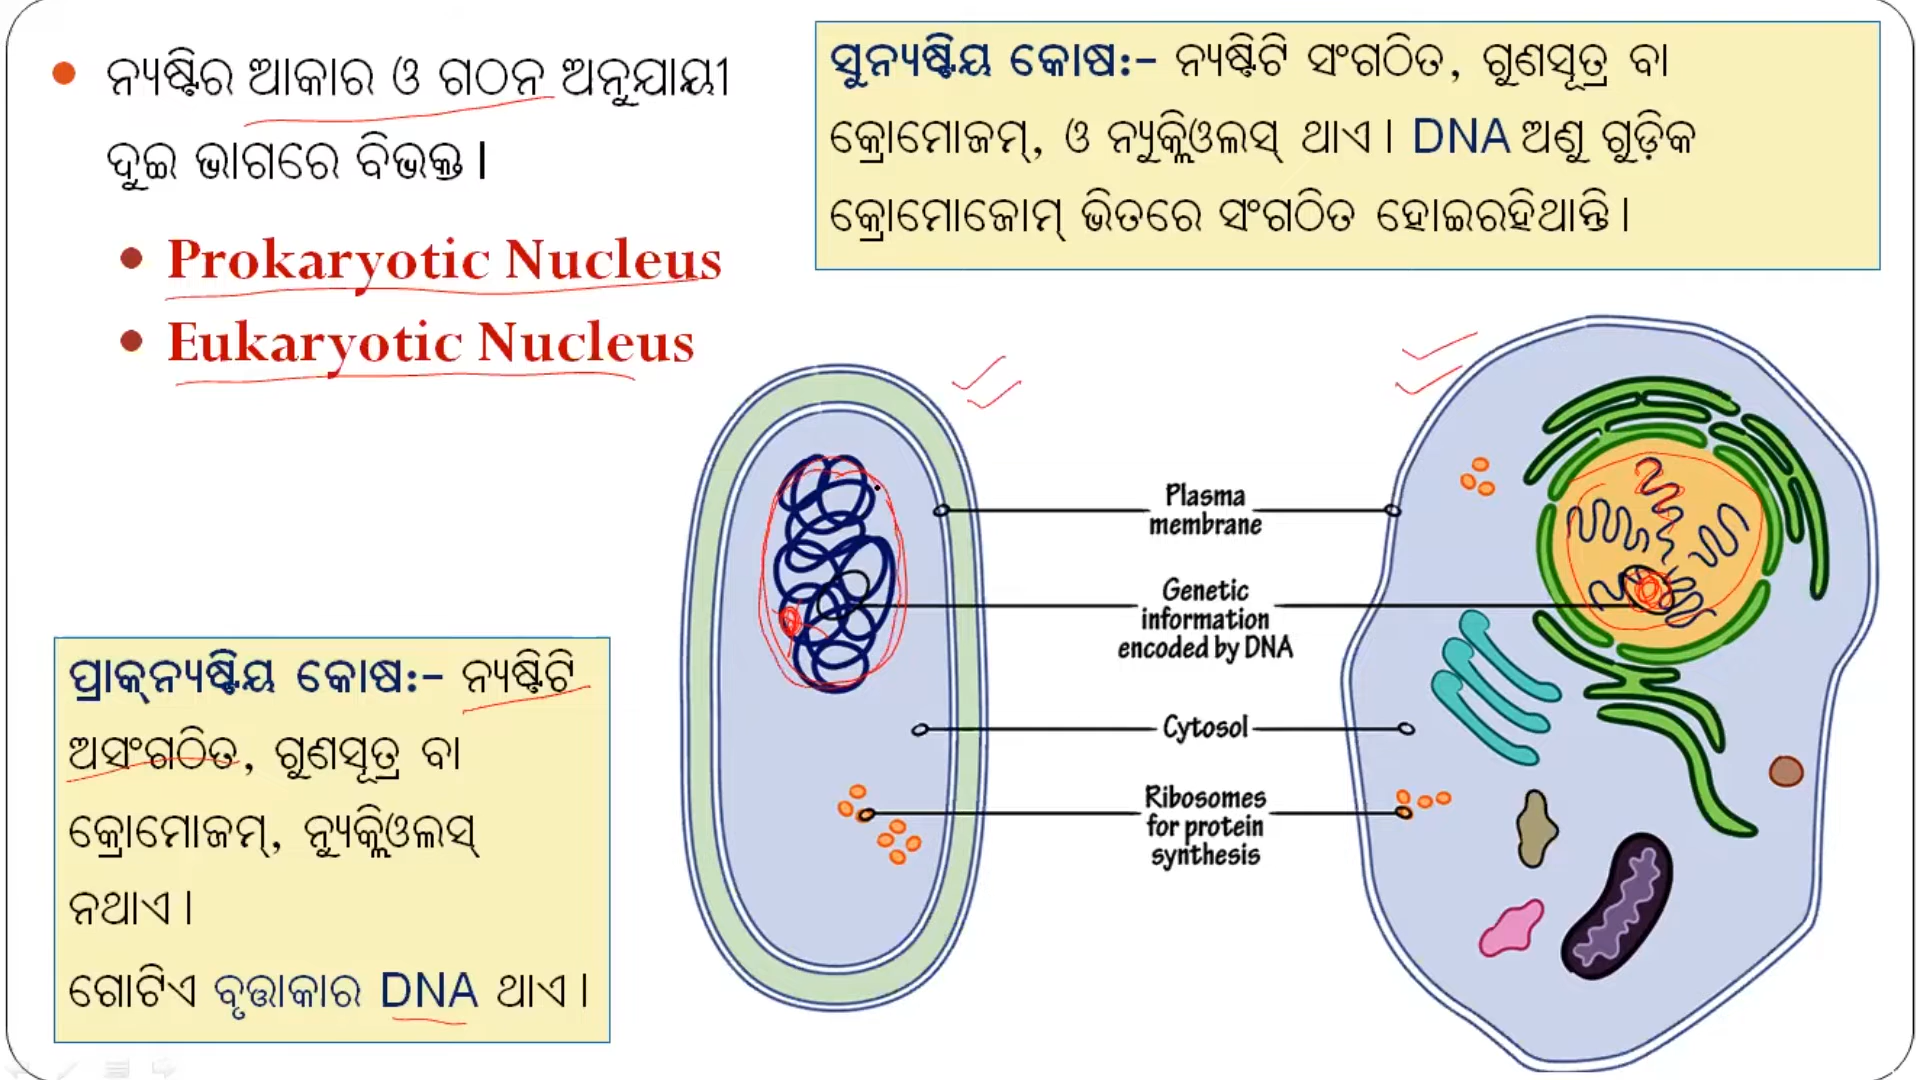 ନ୍ୟଷ୍ଟିର ଆକାର ଓ ଗଠନ ଅନୁଯାୟୀ
ଦୁଇ ଭାଗରେ ବିଭକ୍ତ।
Prokaryotic Nucleus
Eukaryotic Nucleus
ସୁନ୍ୟଷ୍ଟିୟ କୋଷ:- ନ୍ୟଷ୍ଟିଟି ସଂଗଠିତ, ଗୁଣସୂତ୍ର ବା
କ୍ରୋମୋଜମ୍, ଓ ନ୍ୟୁକ୍ଲିଓଲସ୍ ଥାଏ। DNA ଅଣୁ ଗୁଡ଼ିକ
କ୍ରୋମୋଜୋମ୍ ଭିତରେ ସଂଗଠିତ ହୋଇରହିଥାନ୍ତି।
Plasma
membrane
Genetic
information
encoded by DNA
Cytosol
Ribosomes
for protein
synthesis
ପ୍ରାକ୍‌ନ୍ୟଷ୍ଟିୟ କୋଷ:- ନ୍ୟଷ୍ଟିଟି
ଅସଂଗଠିତ, ଗୁଣସୂତ୍ର ବା
କ୍ରୋମୋଜମ୍, ନ୍ୟୁକ୍ଲିଓଲସ୍
ନଥାଏ।
ଗୋଟିଏ ବୃତ୍ତାକାର DNA ଥାଏ।